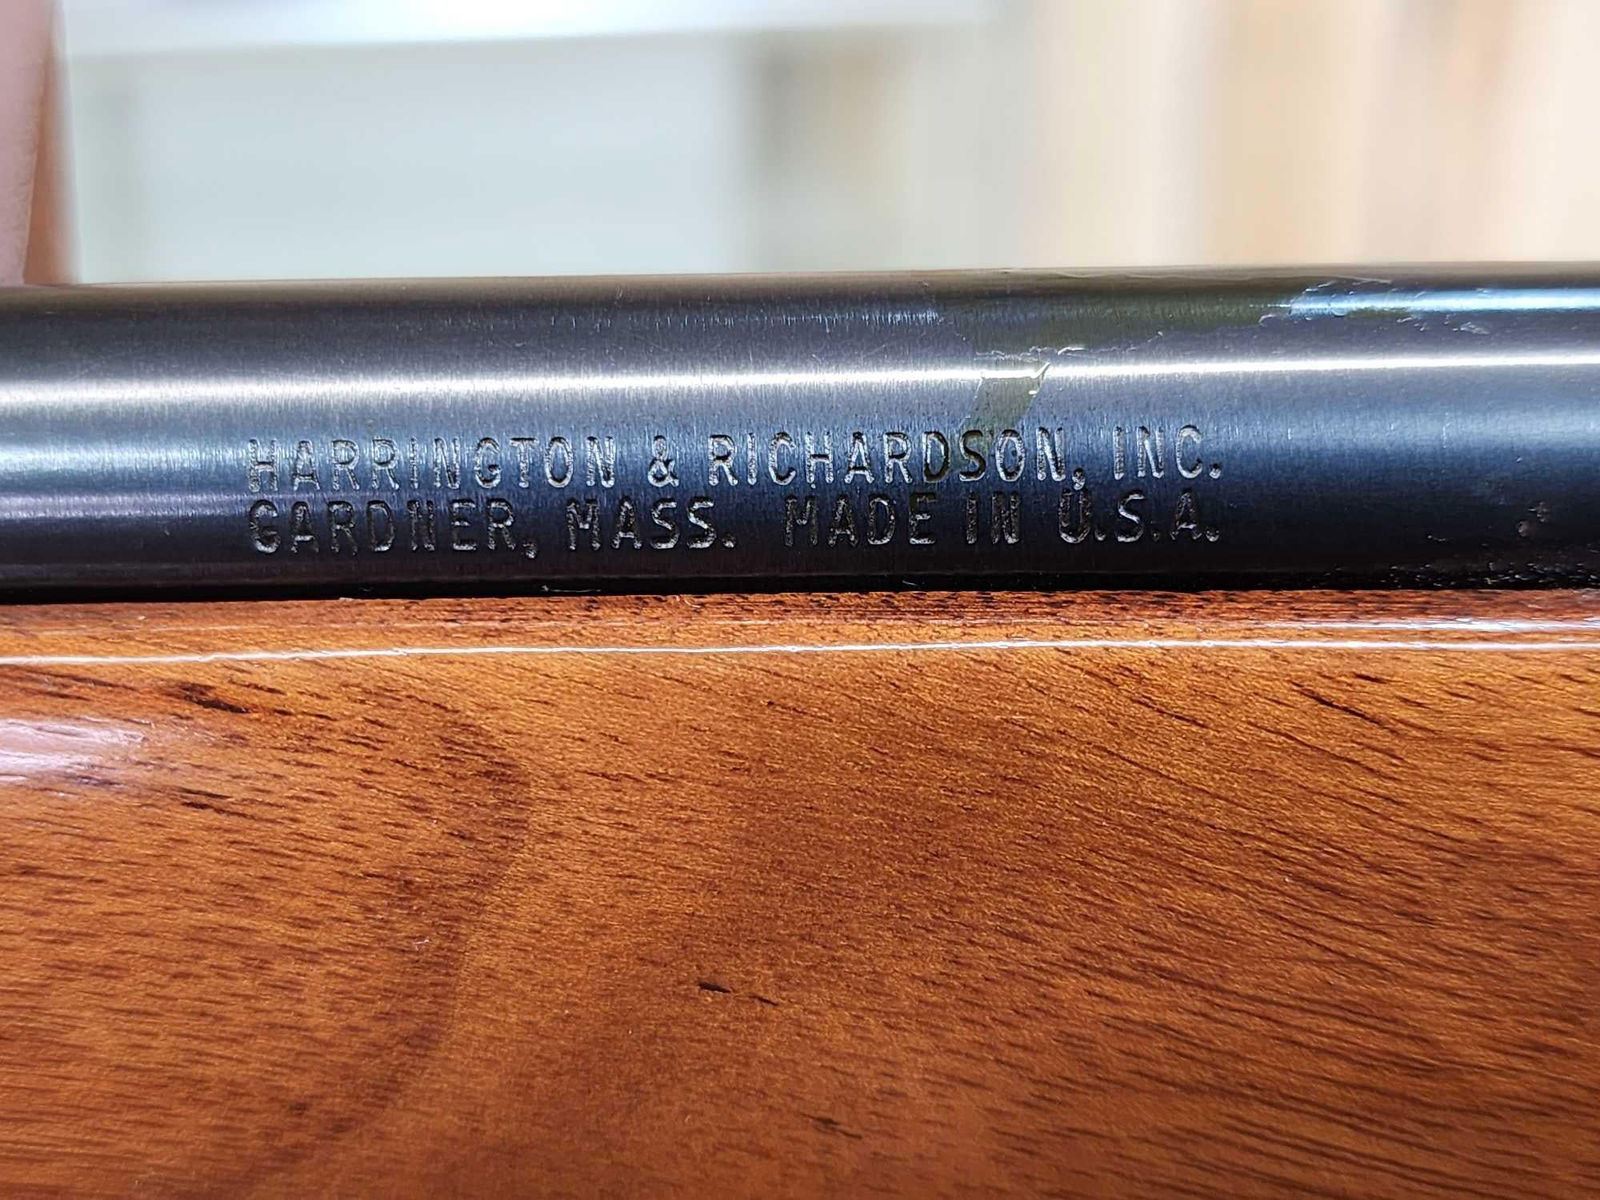 HARRINGTON & RICHARDSON, INC.
GARDNER, MASS. MADE IN U.S.A.